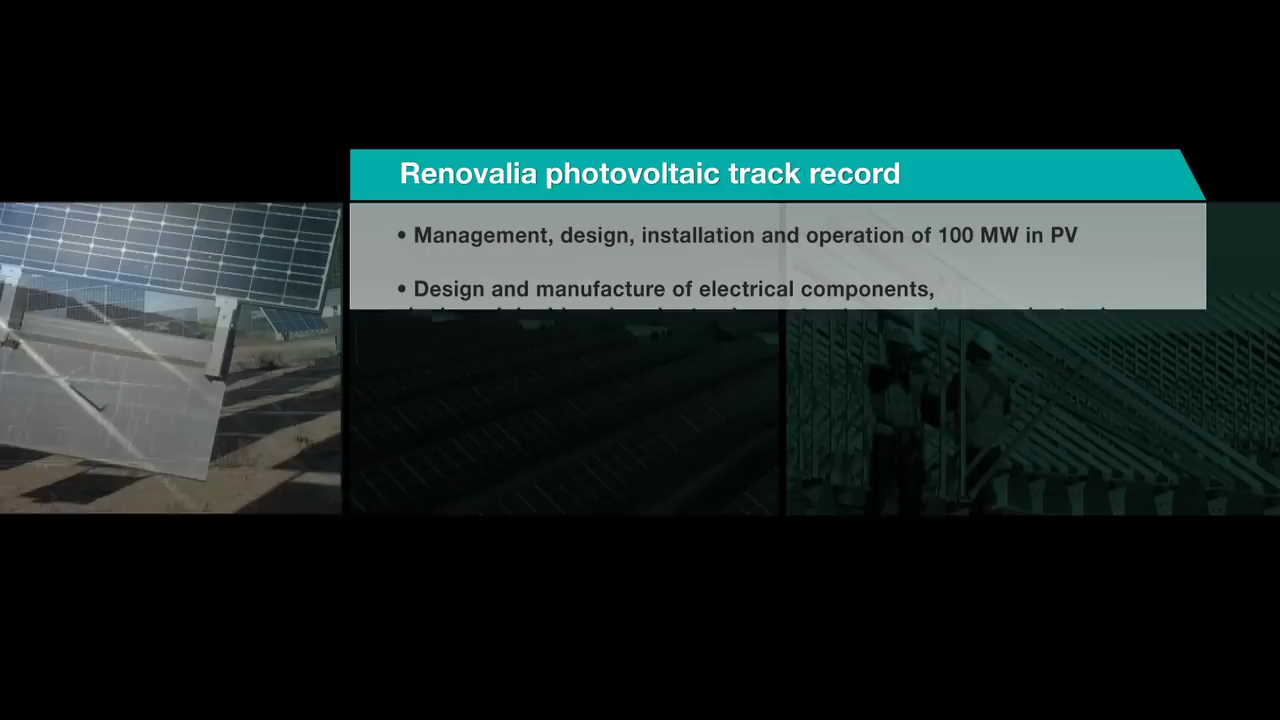 Renovalia photovoltaic track record
• Management, design, installation and operation of 100 MW in PV
• Design and manufacture of electrical components,